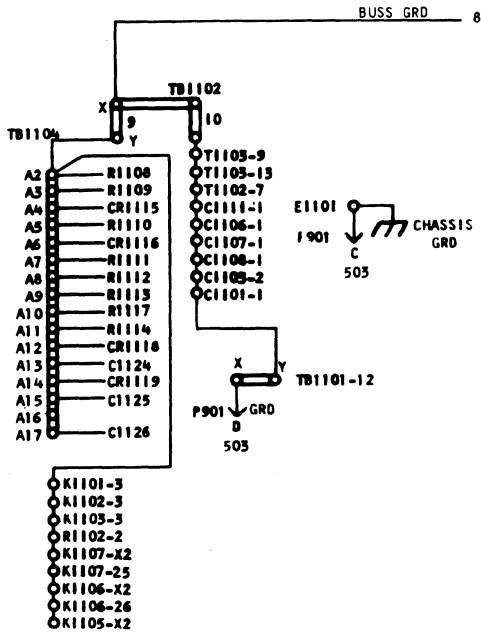 BUSS GRD 8
TB1102
X
9
10
TB1104
Y
A2 R1108
A3 R1109
A4 CR1115
A5 R1110
A6 CR1116
A7 R1111
A8 R1112
A9 R1113
A10 R1117
A11 R1114
A12 CR1118
A13 C1124
A14 CR1119
A15 C1125
A16
A17 C1126
T1103-9
T1103-13
T1102-7
C1111-1
C1106-1
C1107-1
C1108-1
C1103-2
C1101-1
E1101
CHASSIS
GRD
P901
C
503
X
Y
TB1101-12
P901 GRD
D
503
K1101-3
K1102-3
K1103-3
R1102-2
K1107-X2
K1107-25
K1106-X2
K1106-26
K1105-X2